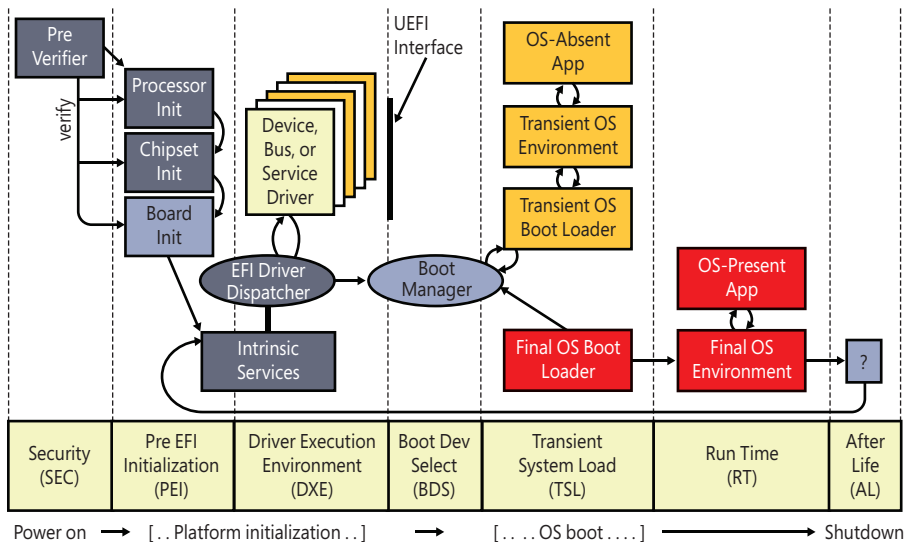 Pre
Verifier
verify
Processor
Init
Chipset
Init
Board
Init
Device,
Bus, or
Service
Driver
UEFI
Interface
EFI Driver
Dispatcher
Intrinsic
Services
Boot
Manager
OS-Absent
App
Transient OS
Environment
Transient OS
Boot Loader
Final OS Boot
Loader
OS-Present
App
Final OS
Environment
?
Security
(SEC)
Pre EFI
Initialization
(PEI)
Driver Execution
Environment
(DXE)
Boot Dev
Select
(BDS)
Transient
System Load
(TSL)
Run Time
(RT)
After
Life
(AL)
Power on [ . . Platform initialization . . ] [ . . . . OS boot . . . . ] Shutdown